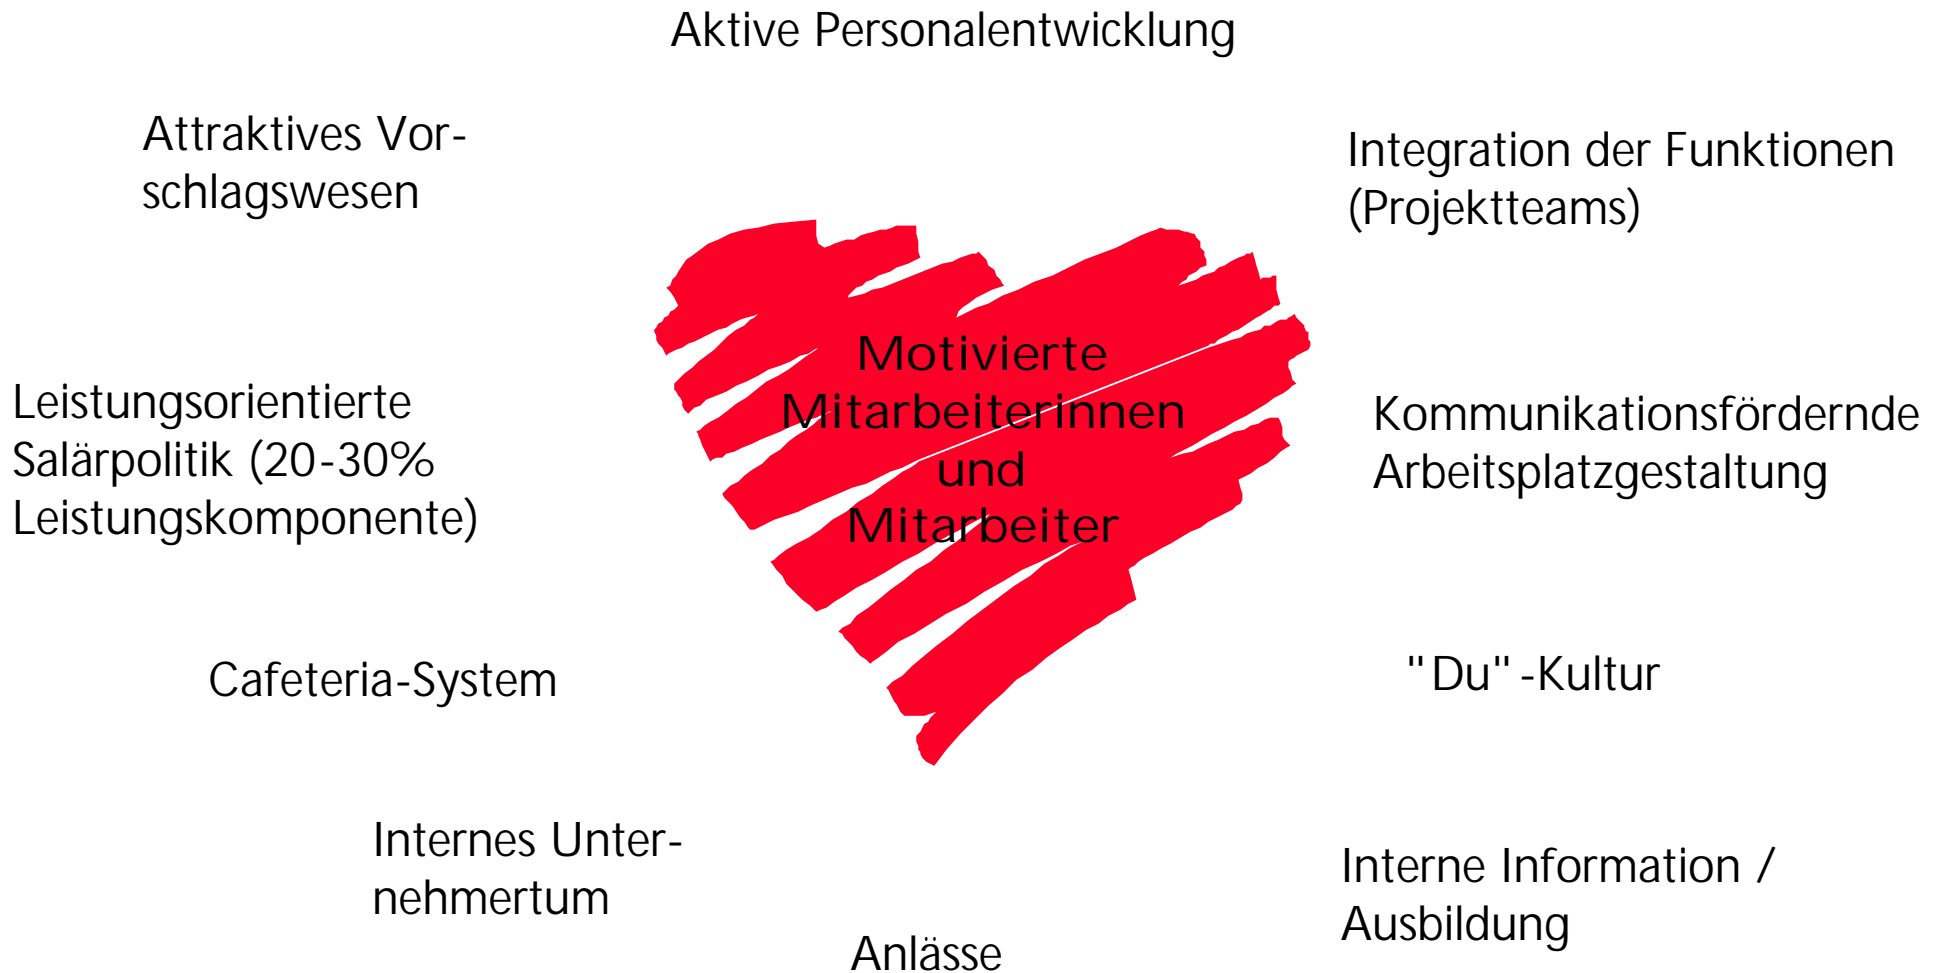 Aktive Personalentwicklung
Attraktives Vor-
schlagswesen
Integration der Funktionen
(Projektteams)
Motivierte
Mitarbeiterinnen
und
Mitarbeiter
Leistungsorientierte
Salärpolitik (20-30%
Leistungskomponente)
Kommunikationsfördernde
Arbeitsplatzgestaltung
Cafeteria-System
"Du"-Kultur
Internes Unter-
nehmertum
Interne Information /
Ausbildung
Anlässe